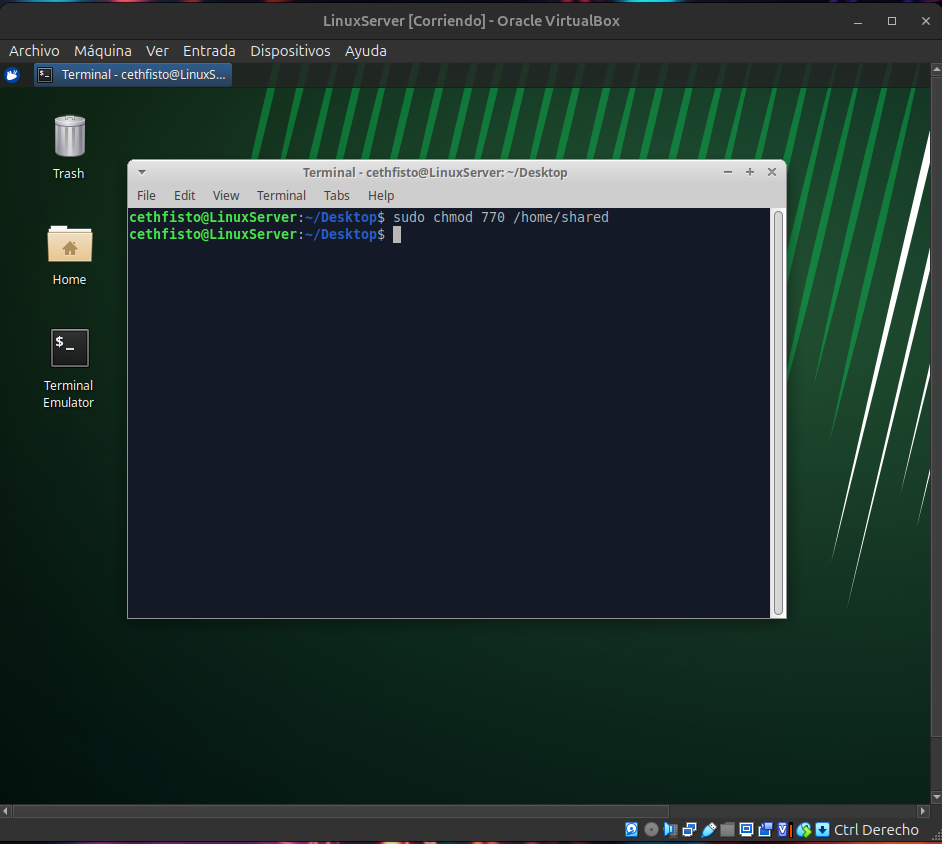 LinuxServer [Corriendo] - Oracle VirtualBox
Archivo Máquina Ver Entrada Dispositivos Ayuda
Terminal - cethfisto@LinuxS...
Trash
Home
$_
Terminal
Emulator
Terminal - cethfisto@LinuxServer: ~/Desktop
File Edit View Terminal Tabs Help
cethfisto@LinuxServer:~/Desktop$ sudo chmod 770 /home/shared
cethfisto@LinuxServer:~/Desktop$
Ctrl Derecho